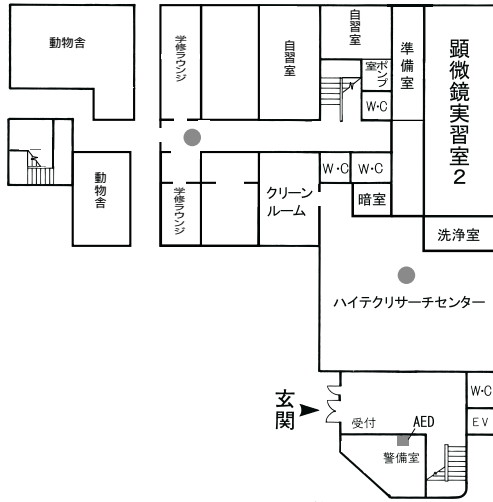 動物舎
学修ラウンジ
自習室
自習室
ポンプ室
準備室
顕微鏡実習室2
W・C
動物舎
学修ラウンジ
クリーン
ルーム
W・C
W・C
暗室
洗浄室
ハイテクリサーチセンター
玄関
受付
AED
警備室
W・C
EV